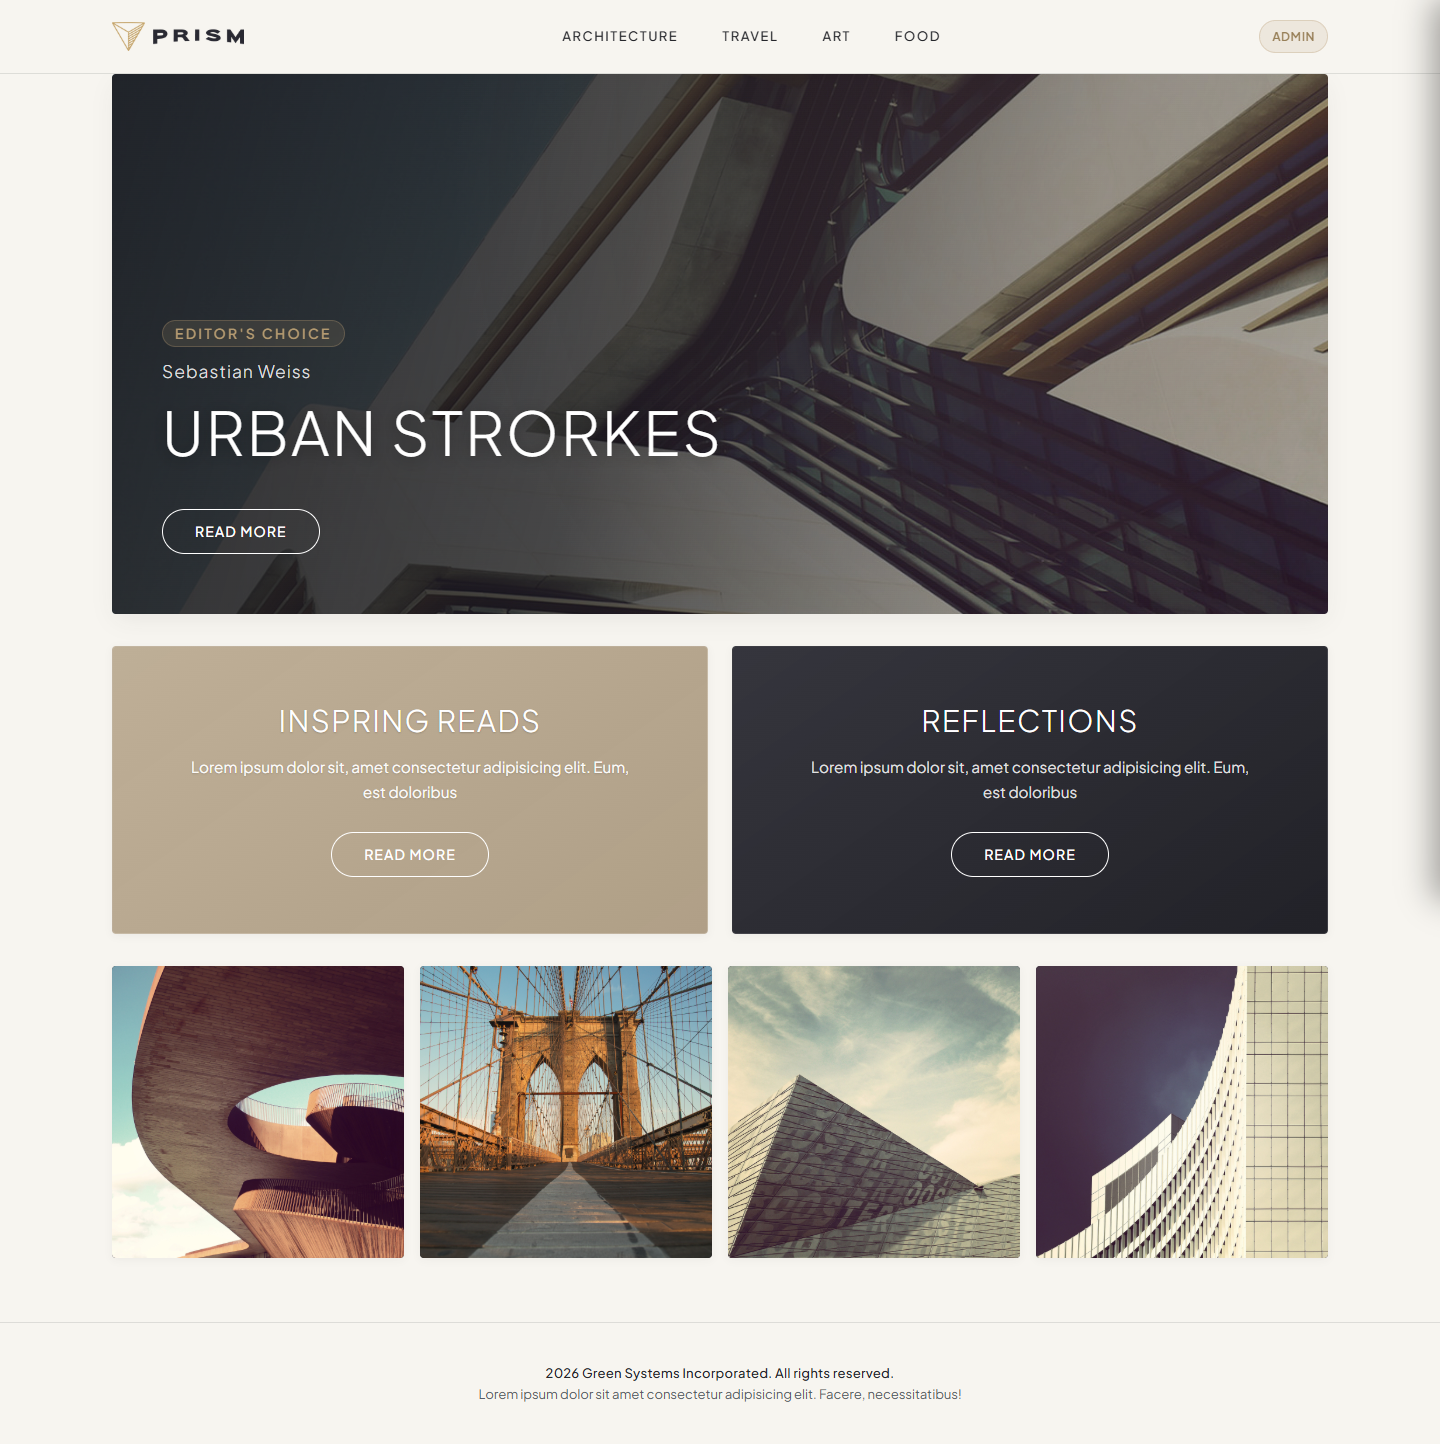 PRISM
ARCHITECTURE TRAVEL ART FOOD
ADMIN
EDITOR'S CHOICE
Sebastian Weiss
URBAN STRORKES
READ MORE
INSPRING READS
Lorem ipsum dolor sit, amet consectetur adipisicing elit. Eum,
est doloribus
READ MORE
REFLECTIONS
Lorem ipsum dolor sit, amet consectetur adipisicing elit. Eum,
est doloribus
READ MORE
2026 Green Systems Incorporated. All rights reserved.
Lorem ipsum dolor sit amet consectetur adipisicing elit. Facere, necessitatibus!